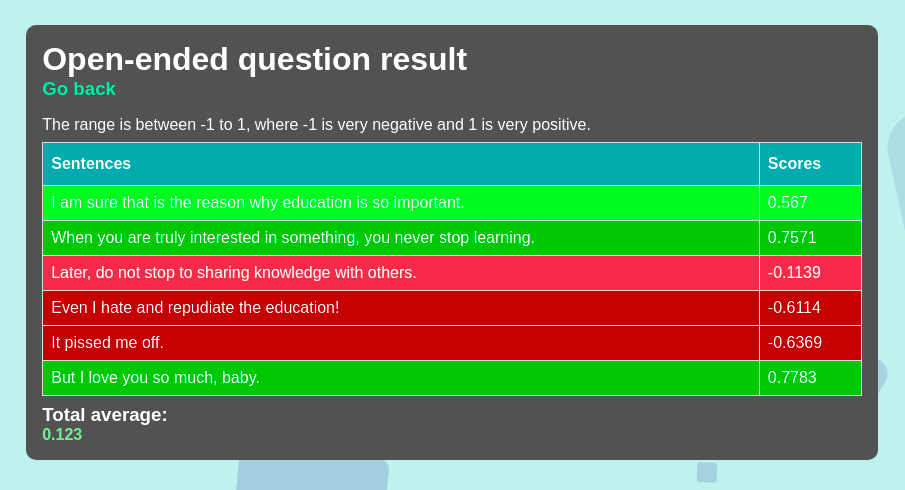 Open-ended question result
Go back
The range is between -1 to 1, where -1 is very negative and 1 is very positive.
Sentences Scores
I am sure that is the reason why education is so important. 0.567
When you are truly interested in something, you never stop learning. 0.7571
Later, do not stop to sharing knowledge with others. -0.1139
Even I hate and repudiate the education! -0.6114
It pissed me off. -0.6369
But I love you so much, baby. 0.7783
Total average:
0.123